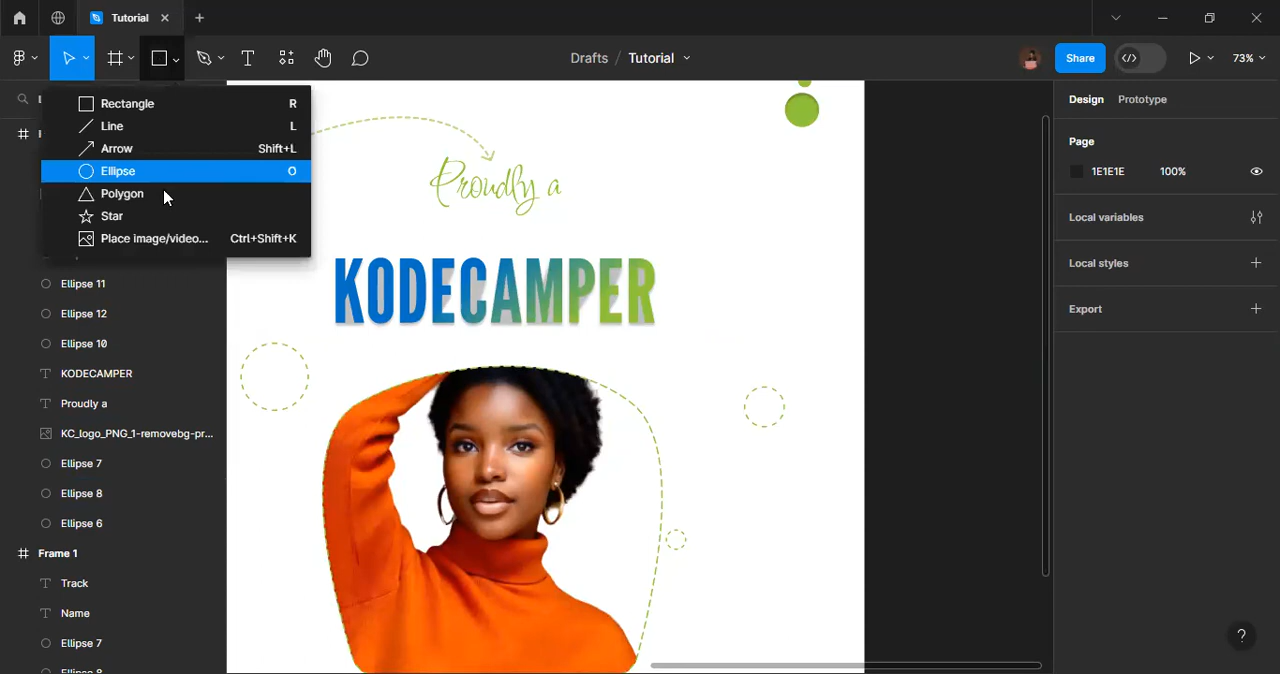 Tutorial
Drafts / Tutorial
Share
73%
Rectangle R
Line L
Arrow Shift+L
Ellipse O
Polygon
Star
Place image/video... Ctrl+Shift+K
Ellipse 11
Ellipse 12
Ellipse 10
KODECAMPER
Proudly a
KC_logo_PNG_1-removebg-pr...
Ellipse 7
Ellipse 8
Ellipse 6
Frame 1
Track
Name
Ellipse 7
Proudly a
KODECAMPER
Design Prototype
Page
1E1E1E 100%
Local variables
Local styles
Export
?